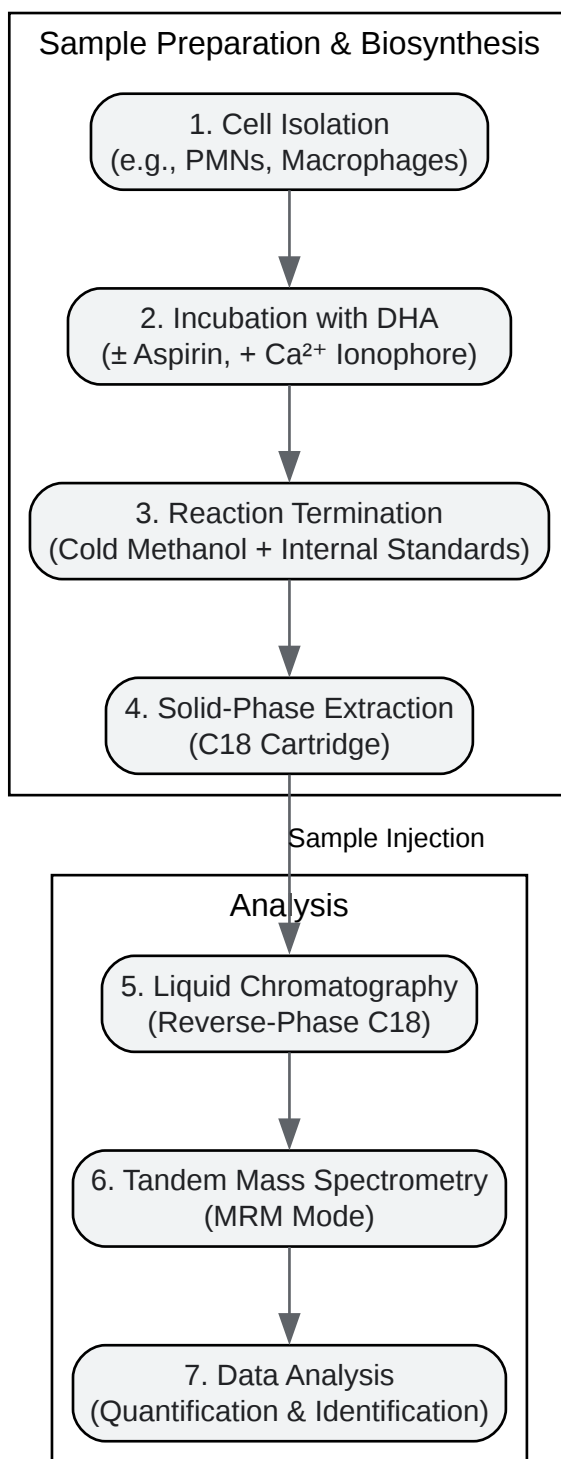 Sample Preparation & Biosynthesis
1. Cell Isolation
(e.g., PMNs, Macrophages)
2. Incubation with DHA
(± Aspirin, + Ca²⁺ Ionophore)
3. Reaction Termination
(Cold Methanol + Internal Standards)
4. Solid-Phase Extraction
(C18 Cartridge)
Sample Injection
Analysis
5. Liquid Chromatography
(Reverse-Phase C18)
6. Tandem Mass Spectrometry
(MRM Mode)
7. Data Analysis
(Quantification & Identification)